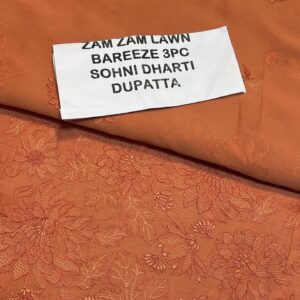 ZAM ZAM LAWN
BAREEZE 3PC
SOHNI DHARTI
DUPATTA